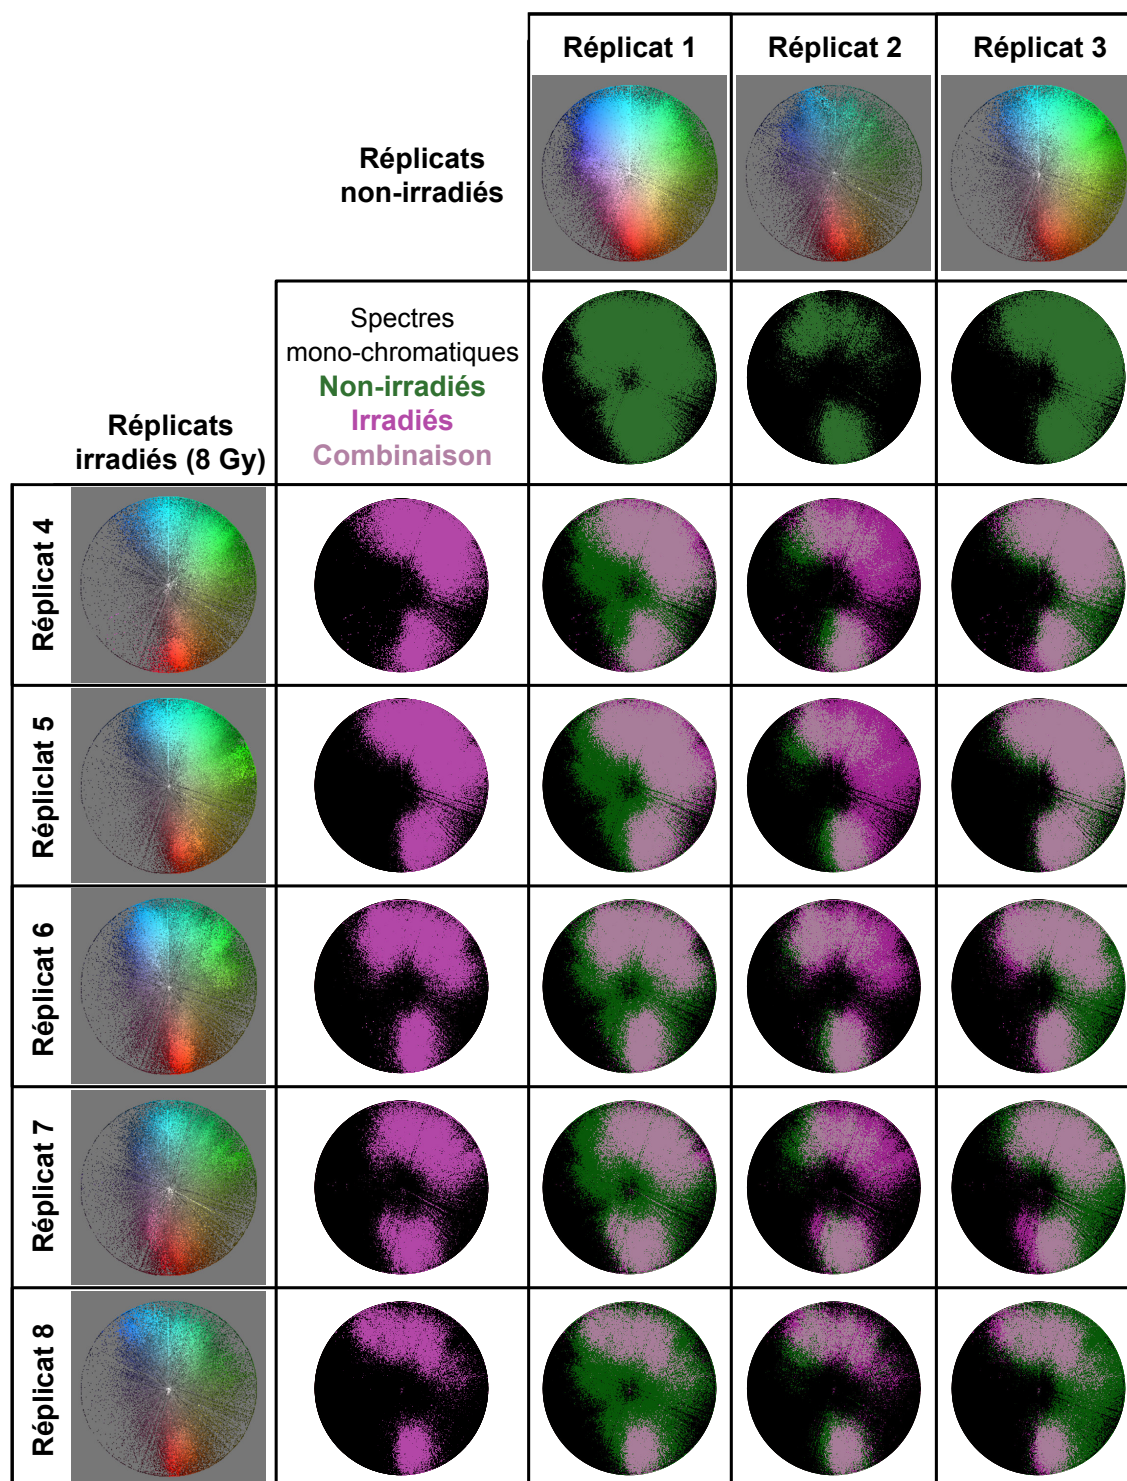 Réplicat 1
Réplicat 2
Réplicat 3
Réplicats
non-irradiés
Spectres
mono-chromatiques
Non-irradiés
Irradiés
Combinaison
Réplicats
irradiés (8 Gy)
Réplicat 4
Répliclat 5
Réplicat 6
Réplicat 7
Réplicat 8